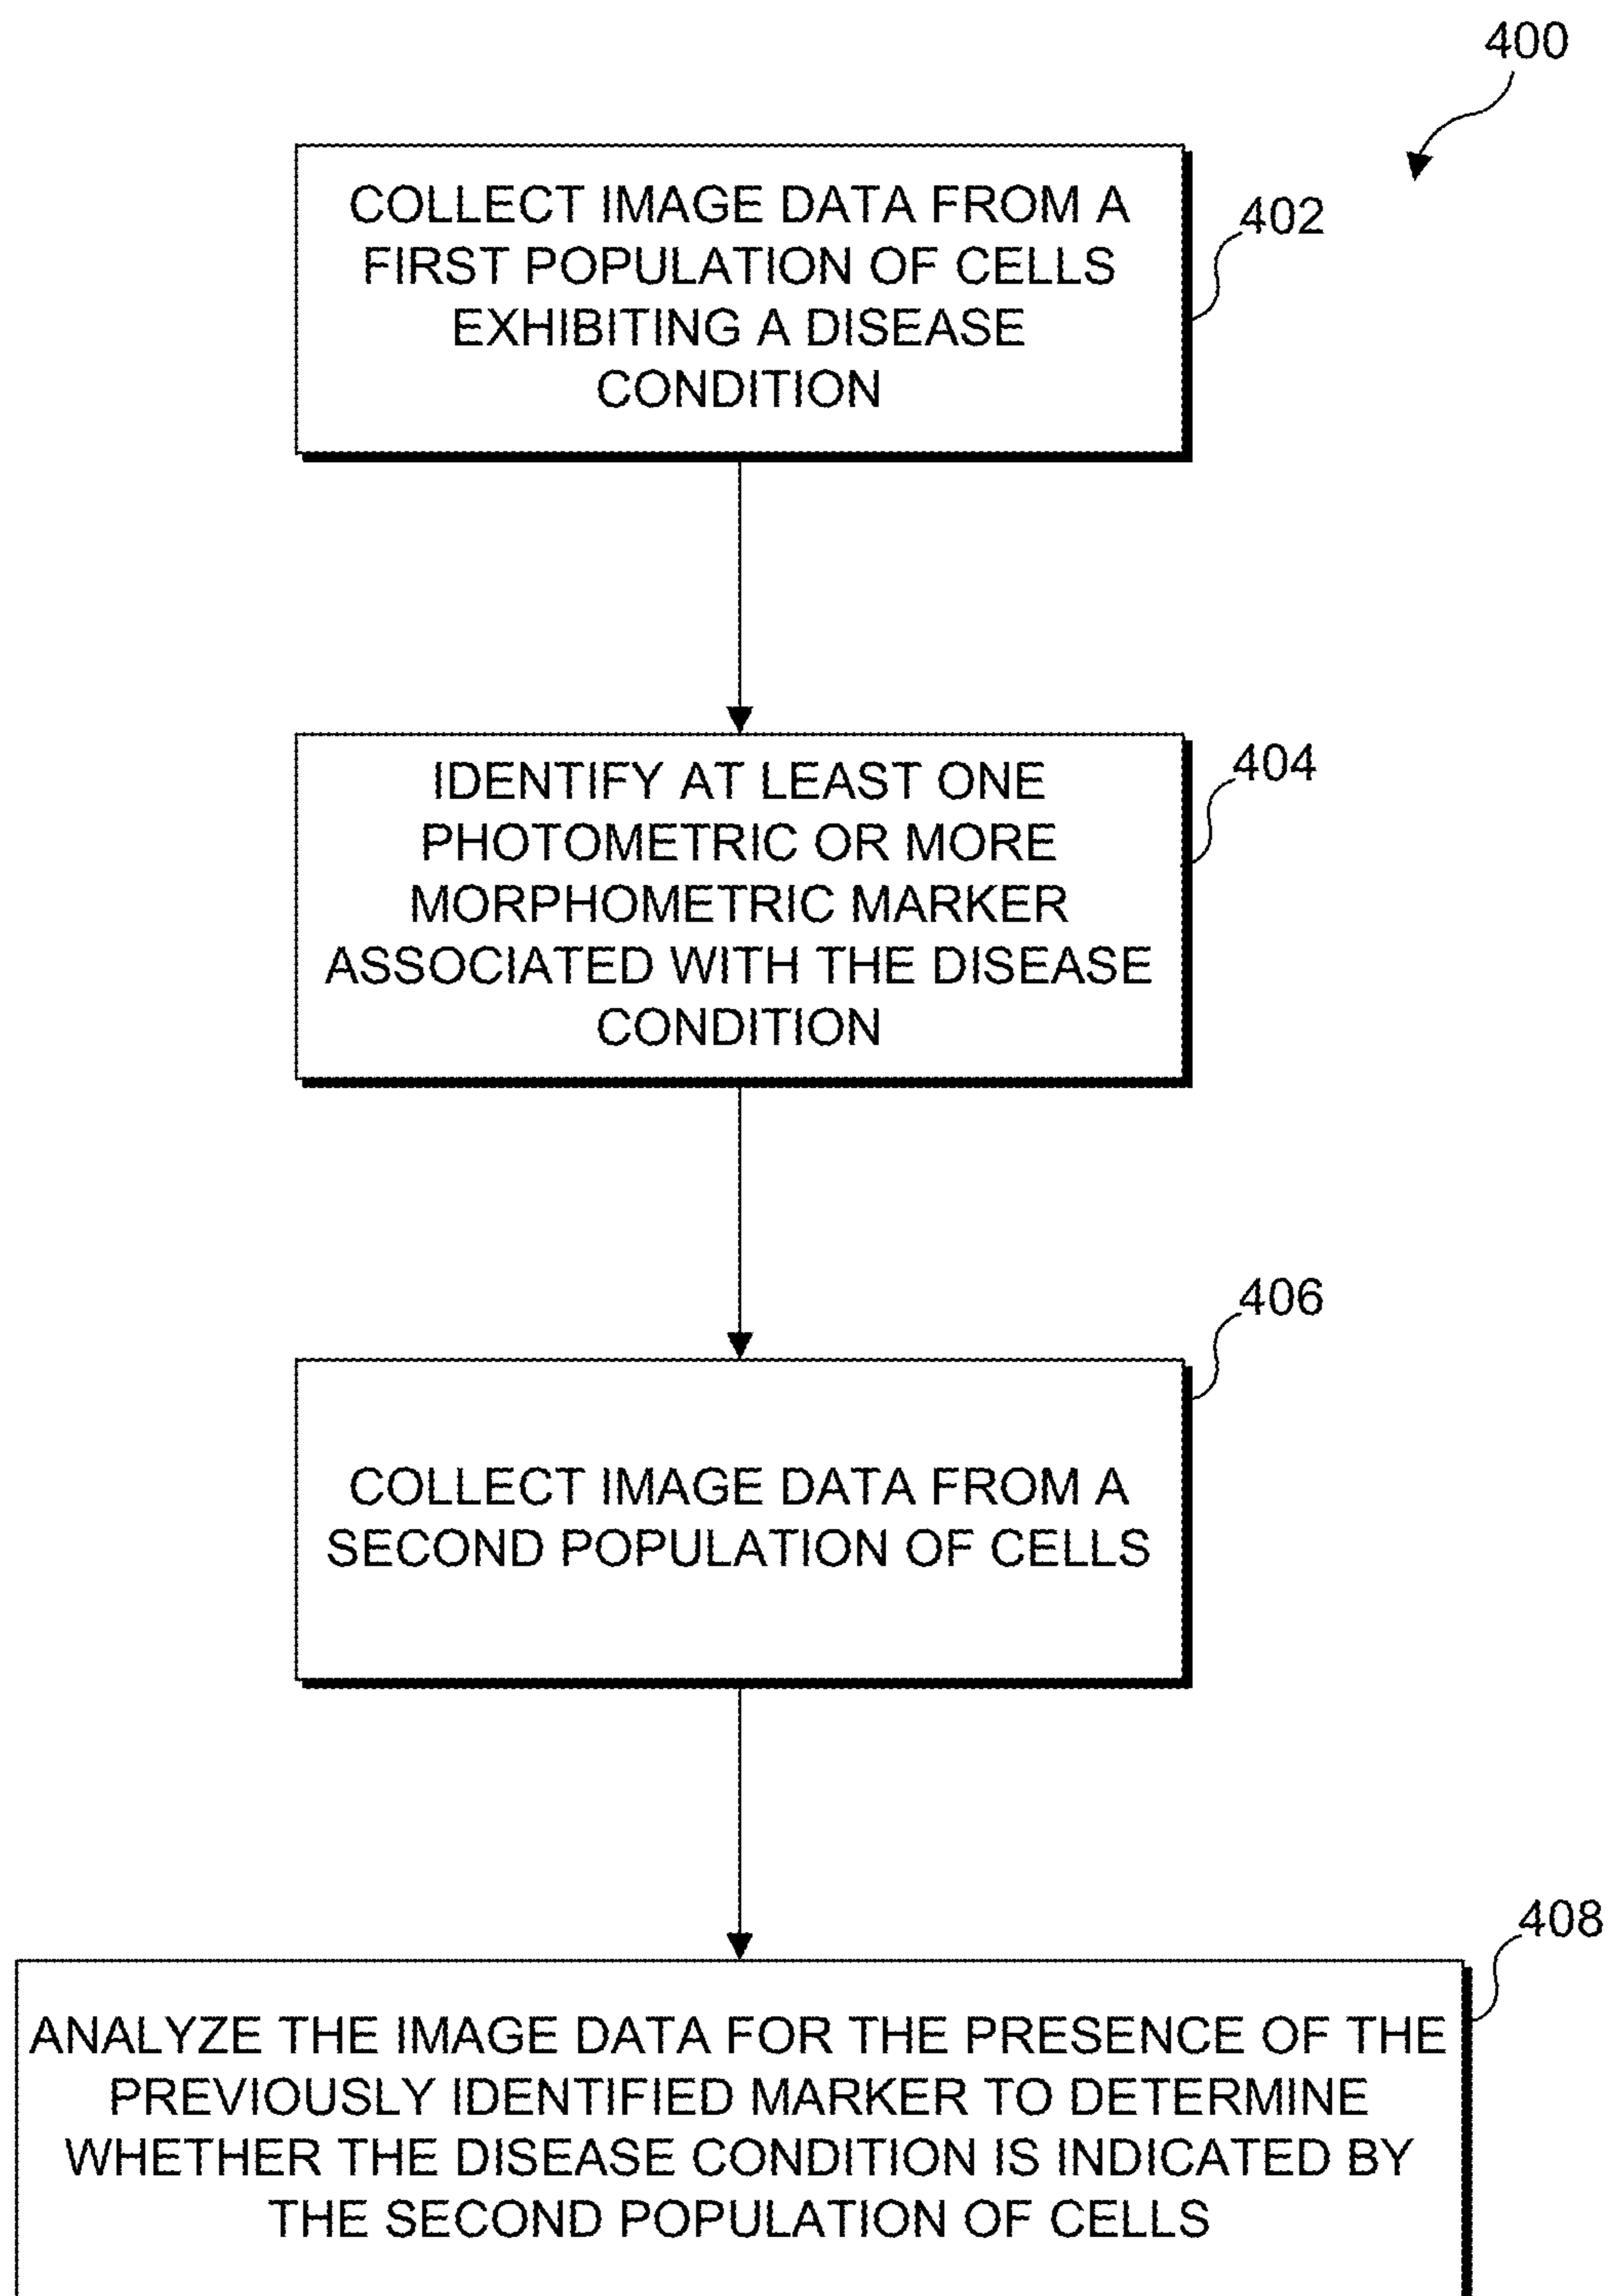 400
COLLECT IMAGE DATA FROM A
FIRST POPULATION OF CELLS
EXHIBITING A DISEASE
CONDITION
402
IDENTIFY AT LEAST ONE
PHOTOMETRIC OR MORE
MORPHOMETRIC MARKER
ASSOCIATED WITH THE DISEASE
CONDITION
404
COLLECT IMAGE DATA FROM A
SECOND POPULATION OF CELLS
406
ANALYZE THE IMAGE DATA FOR THE PRESENCE OF THE
PREVIOUSLY IDENTIFIED MARKER TO DETERMINE
WHETHER THE DISEASE CONDITION IS INDICATED BY
THE SECOND POPULATION OF CELLS
408